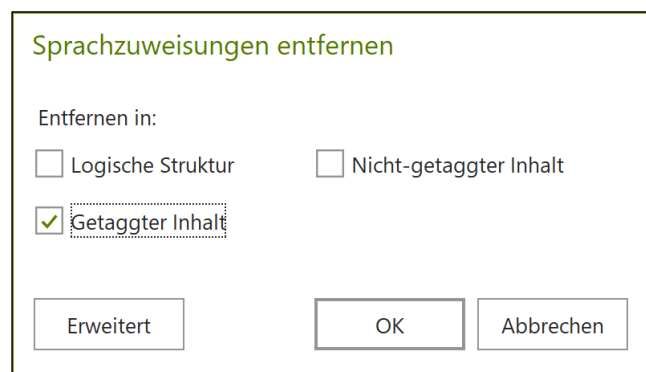 Sprachzuweisungen entfernen
Entfernen in:
Logische Struktur Nicht-getaggter Inhalt
Getaggter Inhalt
Erweitert OK Abbrechen